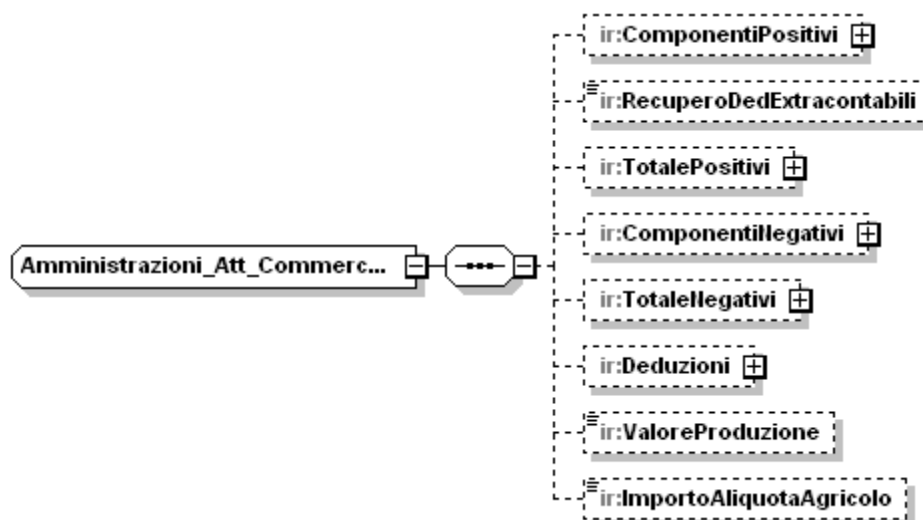 ir:ComponentiPositivi
ir:RecuperoDedExtracontabili
ir:TotalePositivi
ir:ComponentiNegativi
Amministrazioni_Att_Commerc...
ir:TotaleNegativi
ir:Deduzioni
ir:ValoreProduzione
ir:ImportoAliquotaAgricolo